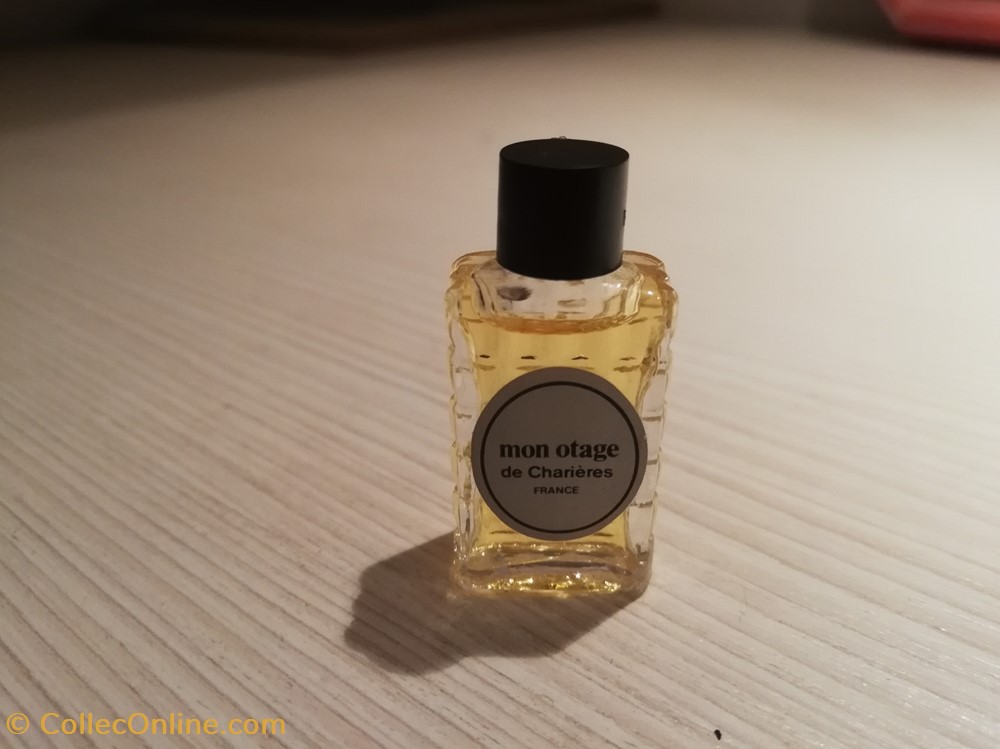 mon otage
de Charières
FRANCE
© CollecOnline.com